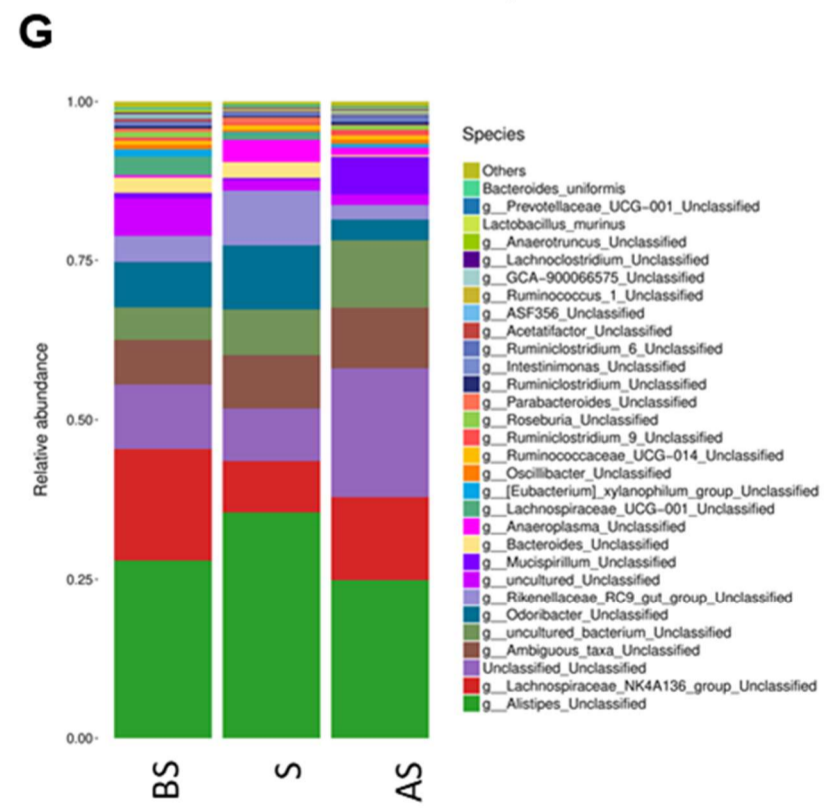 G
Relative abundance
1.00-
0.75-
0.50-
0.25-
0.00-
BS
S
AS
Species
Others
Bacteroides_uniformis
g__Prevotellaceae_UCG-001_Unclassified
Lactobacillus_murinus
g__Anaerotruncus_Unclassified
g__Lachnoclostridium_Unclassified
g__GCA-900066575_Unclassified
g__Ruminococcus_1_Unclassified
g__ASF356_Unclassified
g__Acetatifactor_Unclassified
g__Ruminiclostridium_6_Unclassified
g__Intestinimonas_Unclassified
g__Ruminiclostridium_Unclassified
g__Parabacteroides_Unclassified
g__Roseburia_Unclassified
g__Ruminiclostridium_9_Unclassified
g__Ruminococcaceae_UCG-014_Unclassified
g__Oscillibacter_Unclassified
g__[Eubacterium]_xylanophilum_group_Unclassified
g__Lachnospiraceae_UCG-001_Unclassified
g__Anaeroplasma_Unclassified
g__Bacteroides_Unclassified
g__Mucispirillum_Unclassified
g__uncultured_Unclassified
g__Rikenellaceae_RC9_gut_group_Unclassified
g__Odoribacter_Unclassified
g__uncultured_bacterium_Unclassified
g__Ambiguous_taxa_Unclassified
Unclassified_Unclassified
g__Lachnospiraceae_NK4A136_group_Unclassified
g__Alistipes_Unclassified